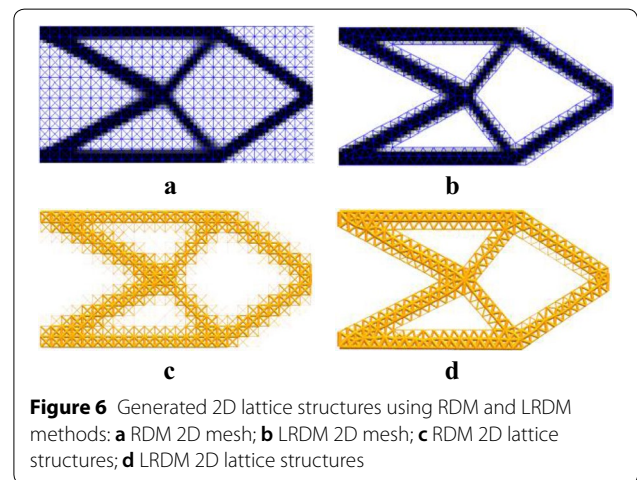 a
b
c
d
Figure 6 Generated 2D lattice structures using RDM and LRDM
methods: a RDM 2D mesh; b LRDM 2D mesh; c RDM 2D lattice
structures; d LRDM 2D lattice structures